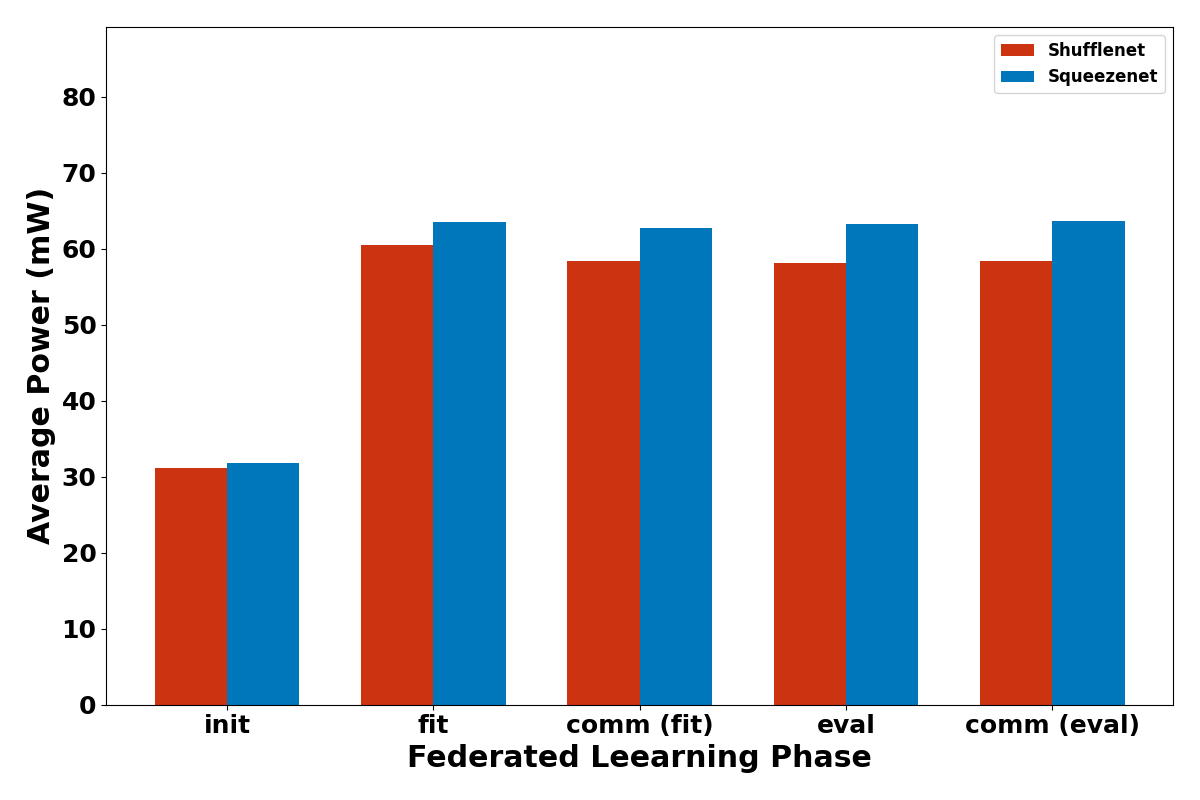 Shufflenet
Squeezenet
Average Power (mW)
80
70
60
50
40
30
20
10
0
init fit comm (fit) eval comm (eval)
Federated Leearning Phase